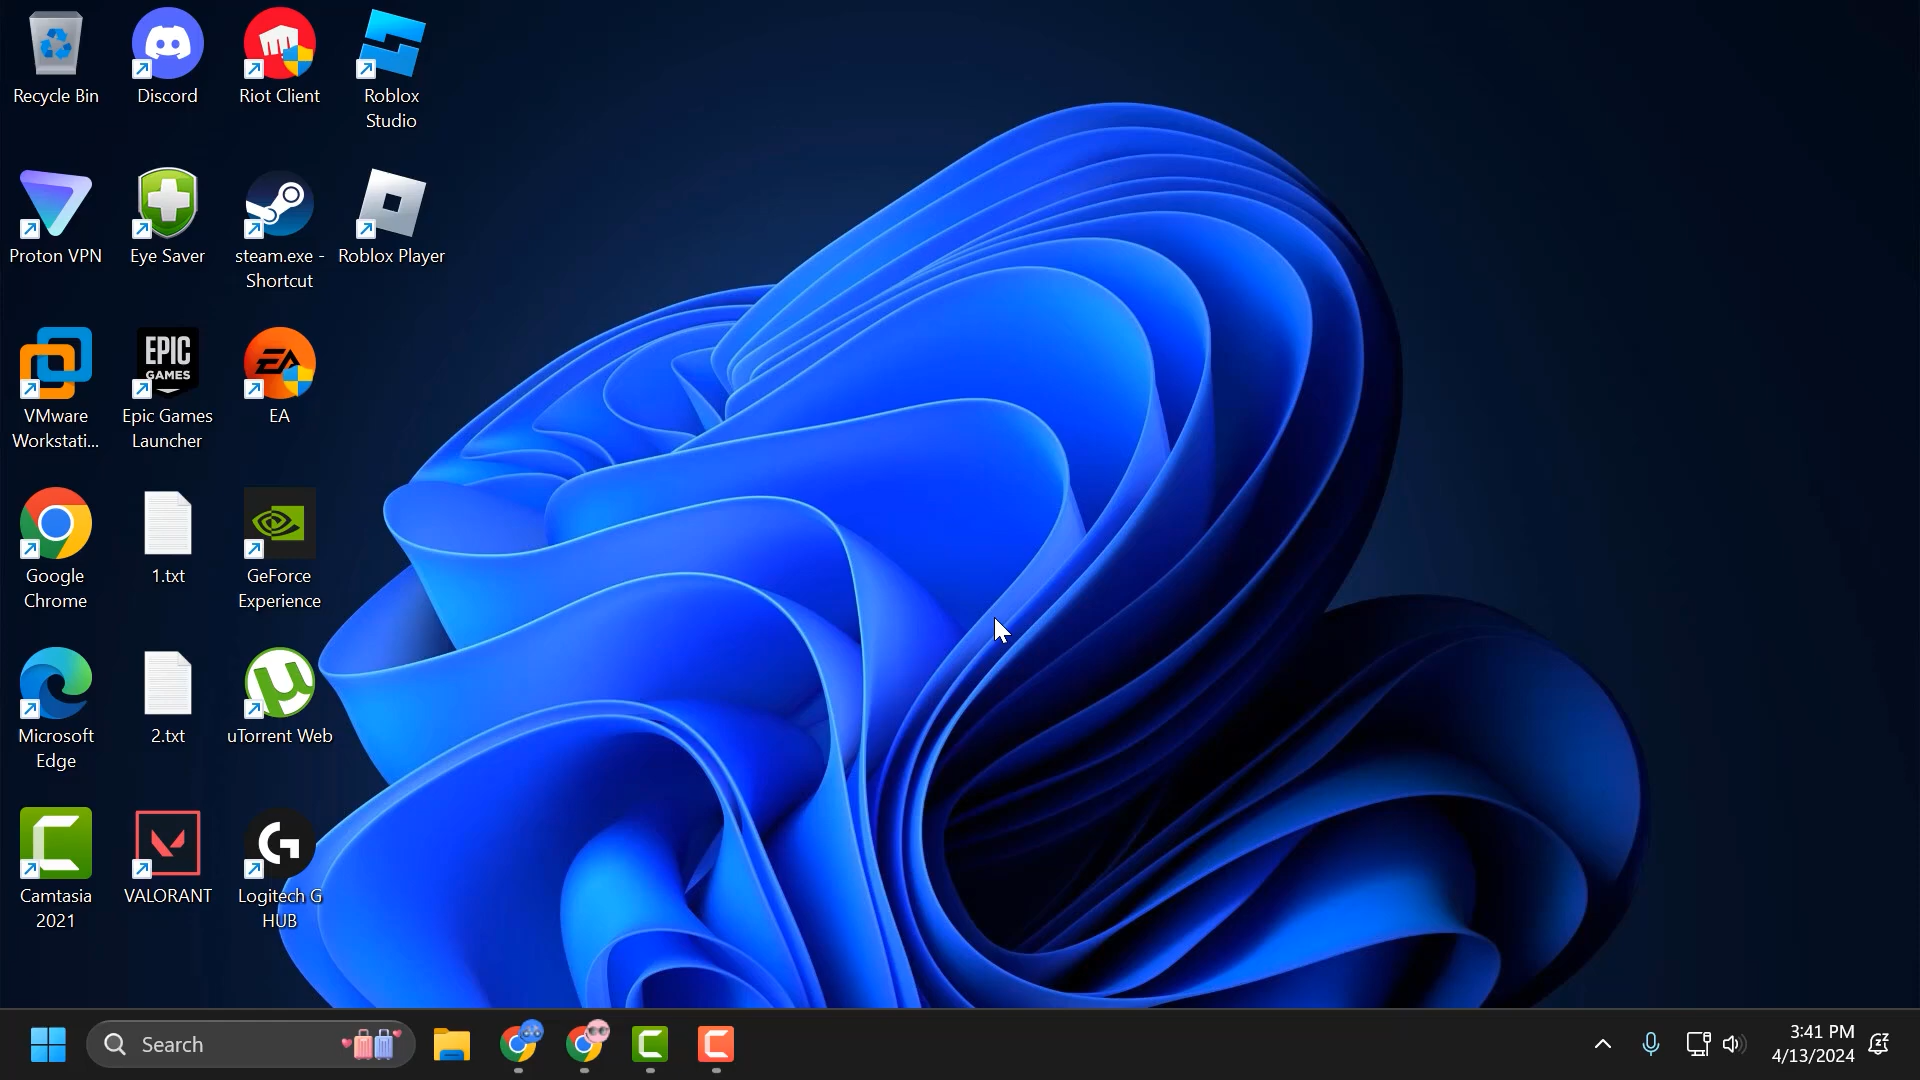 Recycle Bin
Discord
Riot Client
Roblox
Studio
Proton VPN
Eye Saver
steam.exe -
Shortcut
Roblox Player
VMware
Workstati...
EPIC
GAMES
Epic Games
Launcher
EA
EA
Google
Chrome
1.txt
GeForce
Experience
Microsoft
Edge
2.txt
uTorrent Web
Camtasia
2021
VALORANT
Logitech G
HUB
Search
3:41 PM
4/13/2024